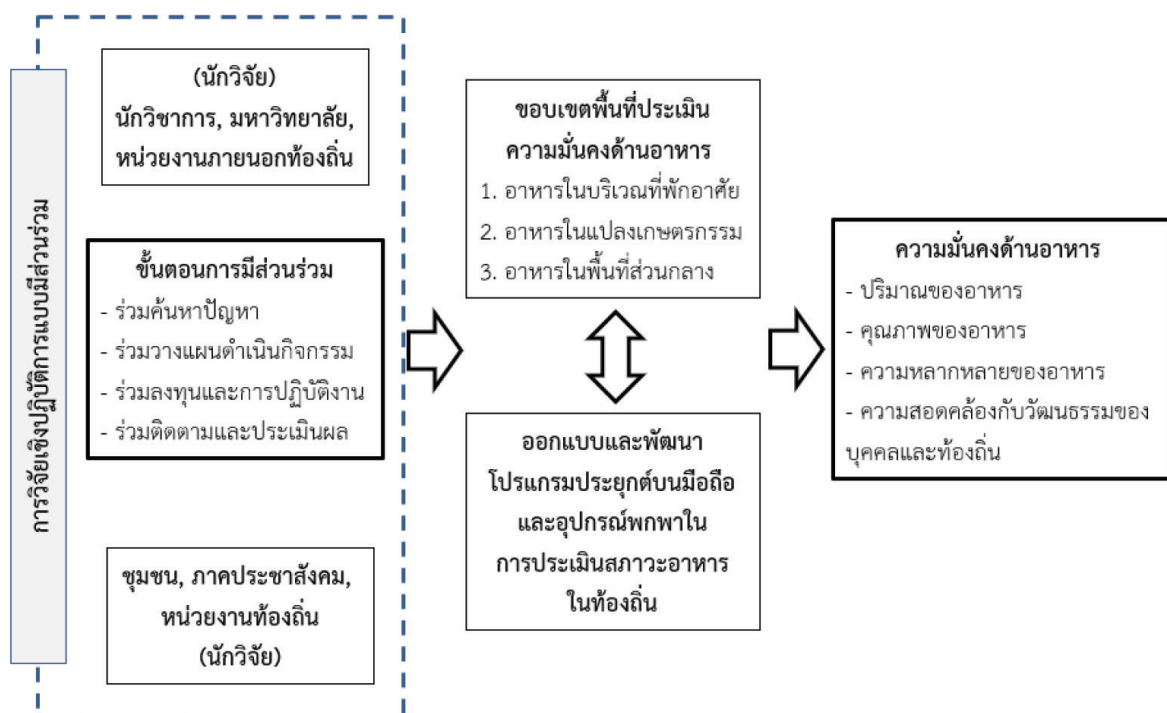 การวิจัยเชิงปฏิบัติการแบบมีส่วนร่วม
(นักวิจัย)
นักวิชาการ, มหาวิทยาลัย,
หน่วยงานภายนอกท้องถิ่น
ขั้นตอนการมีส่วนร่วม
- ร่วมค้นหาปัญหา
- ร่วมวางแผนดำเนินกิจกรรม
- ร่วมลงทุนและการปฏิบัติงาน
- ร่วมติดตามและประเมินผล
ชุมชน, ภาคประชาสังคม,
หน่วยงานท้องถิ่น
(นักวิจัย)
ขอบเขตพื้นที่ประเมิน
ความมั่นคงด้านอาหาร
1. อาหารในบริเวณที่พักอาศัย
2. อาหารในแปลงเกษตรกรรม
3. อาหารในพื้นที่ส่วนกลาง
ออกแบบและพัฒนา
โปรแกรมประยุกต์บนมือถือ
และอุปกรณ์พกพาใน
การประเมินสภาวะอาหาร
ในท้องถิ่น
ความมั่นคงด้านอาหาร
- ปริมาณของอาหาร
- คุณภาพของอาหาร
- ความหลากหลายของอาหาร
- ความสอดคล้องกับวัฒนธรรมของ
บุคคลและท้องถิ่น